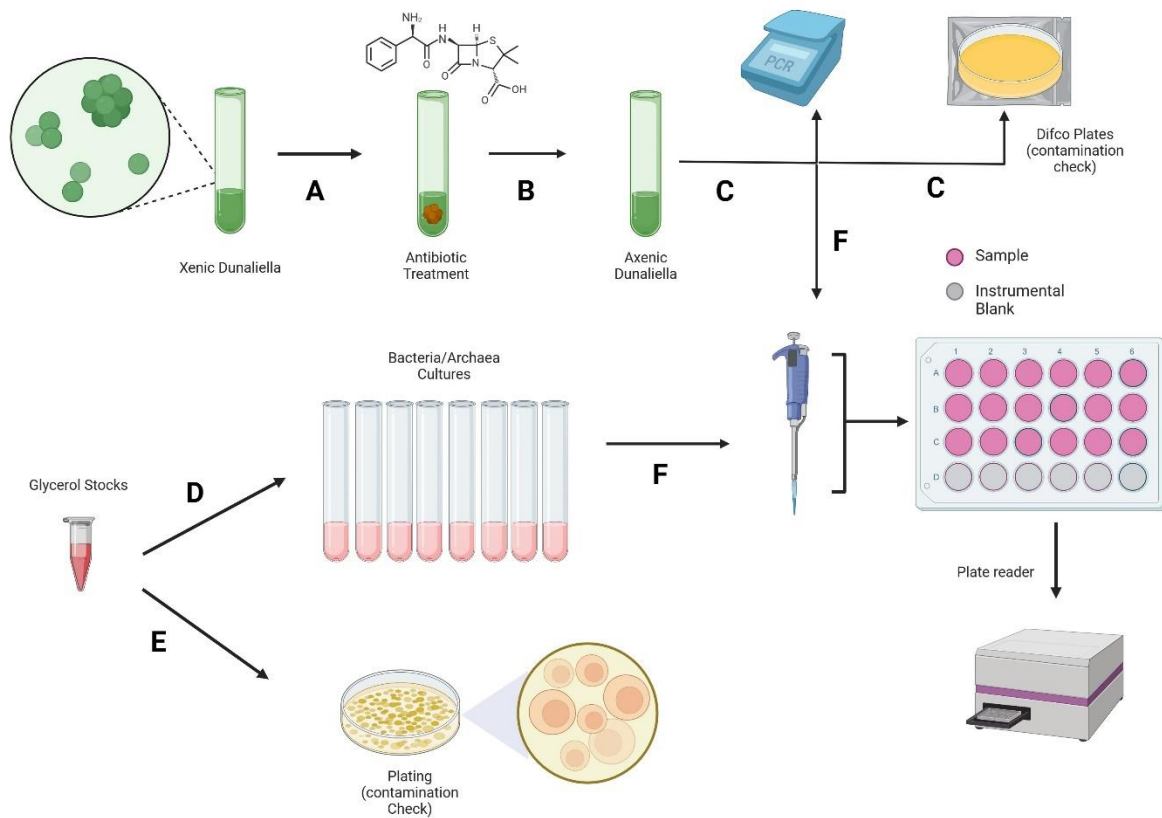 NH₂
H
N
H
S
O
O
N
O
OH
PCR
Difco Plates
(contamination
check)
A
B
C
C
F
Xenic Dunaliella
Antibiotic
Treatment
Axenic
Dunaliella
Sample
Instrumental
Blank
Bacteria/Archaea
Cultures
1 2 3 4 5 6
A
B
C
D
Glycerol Stocks
D
F
E
Plate reader
Plating
(contamination
Check)